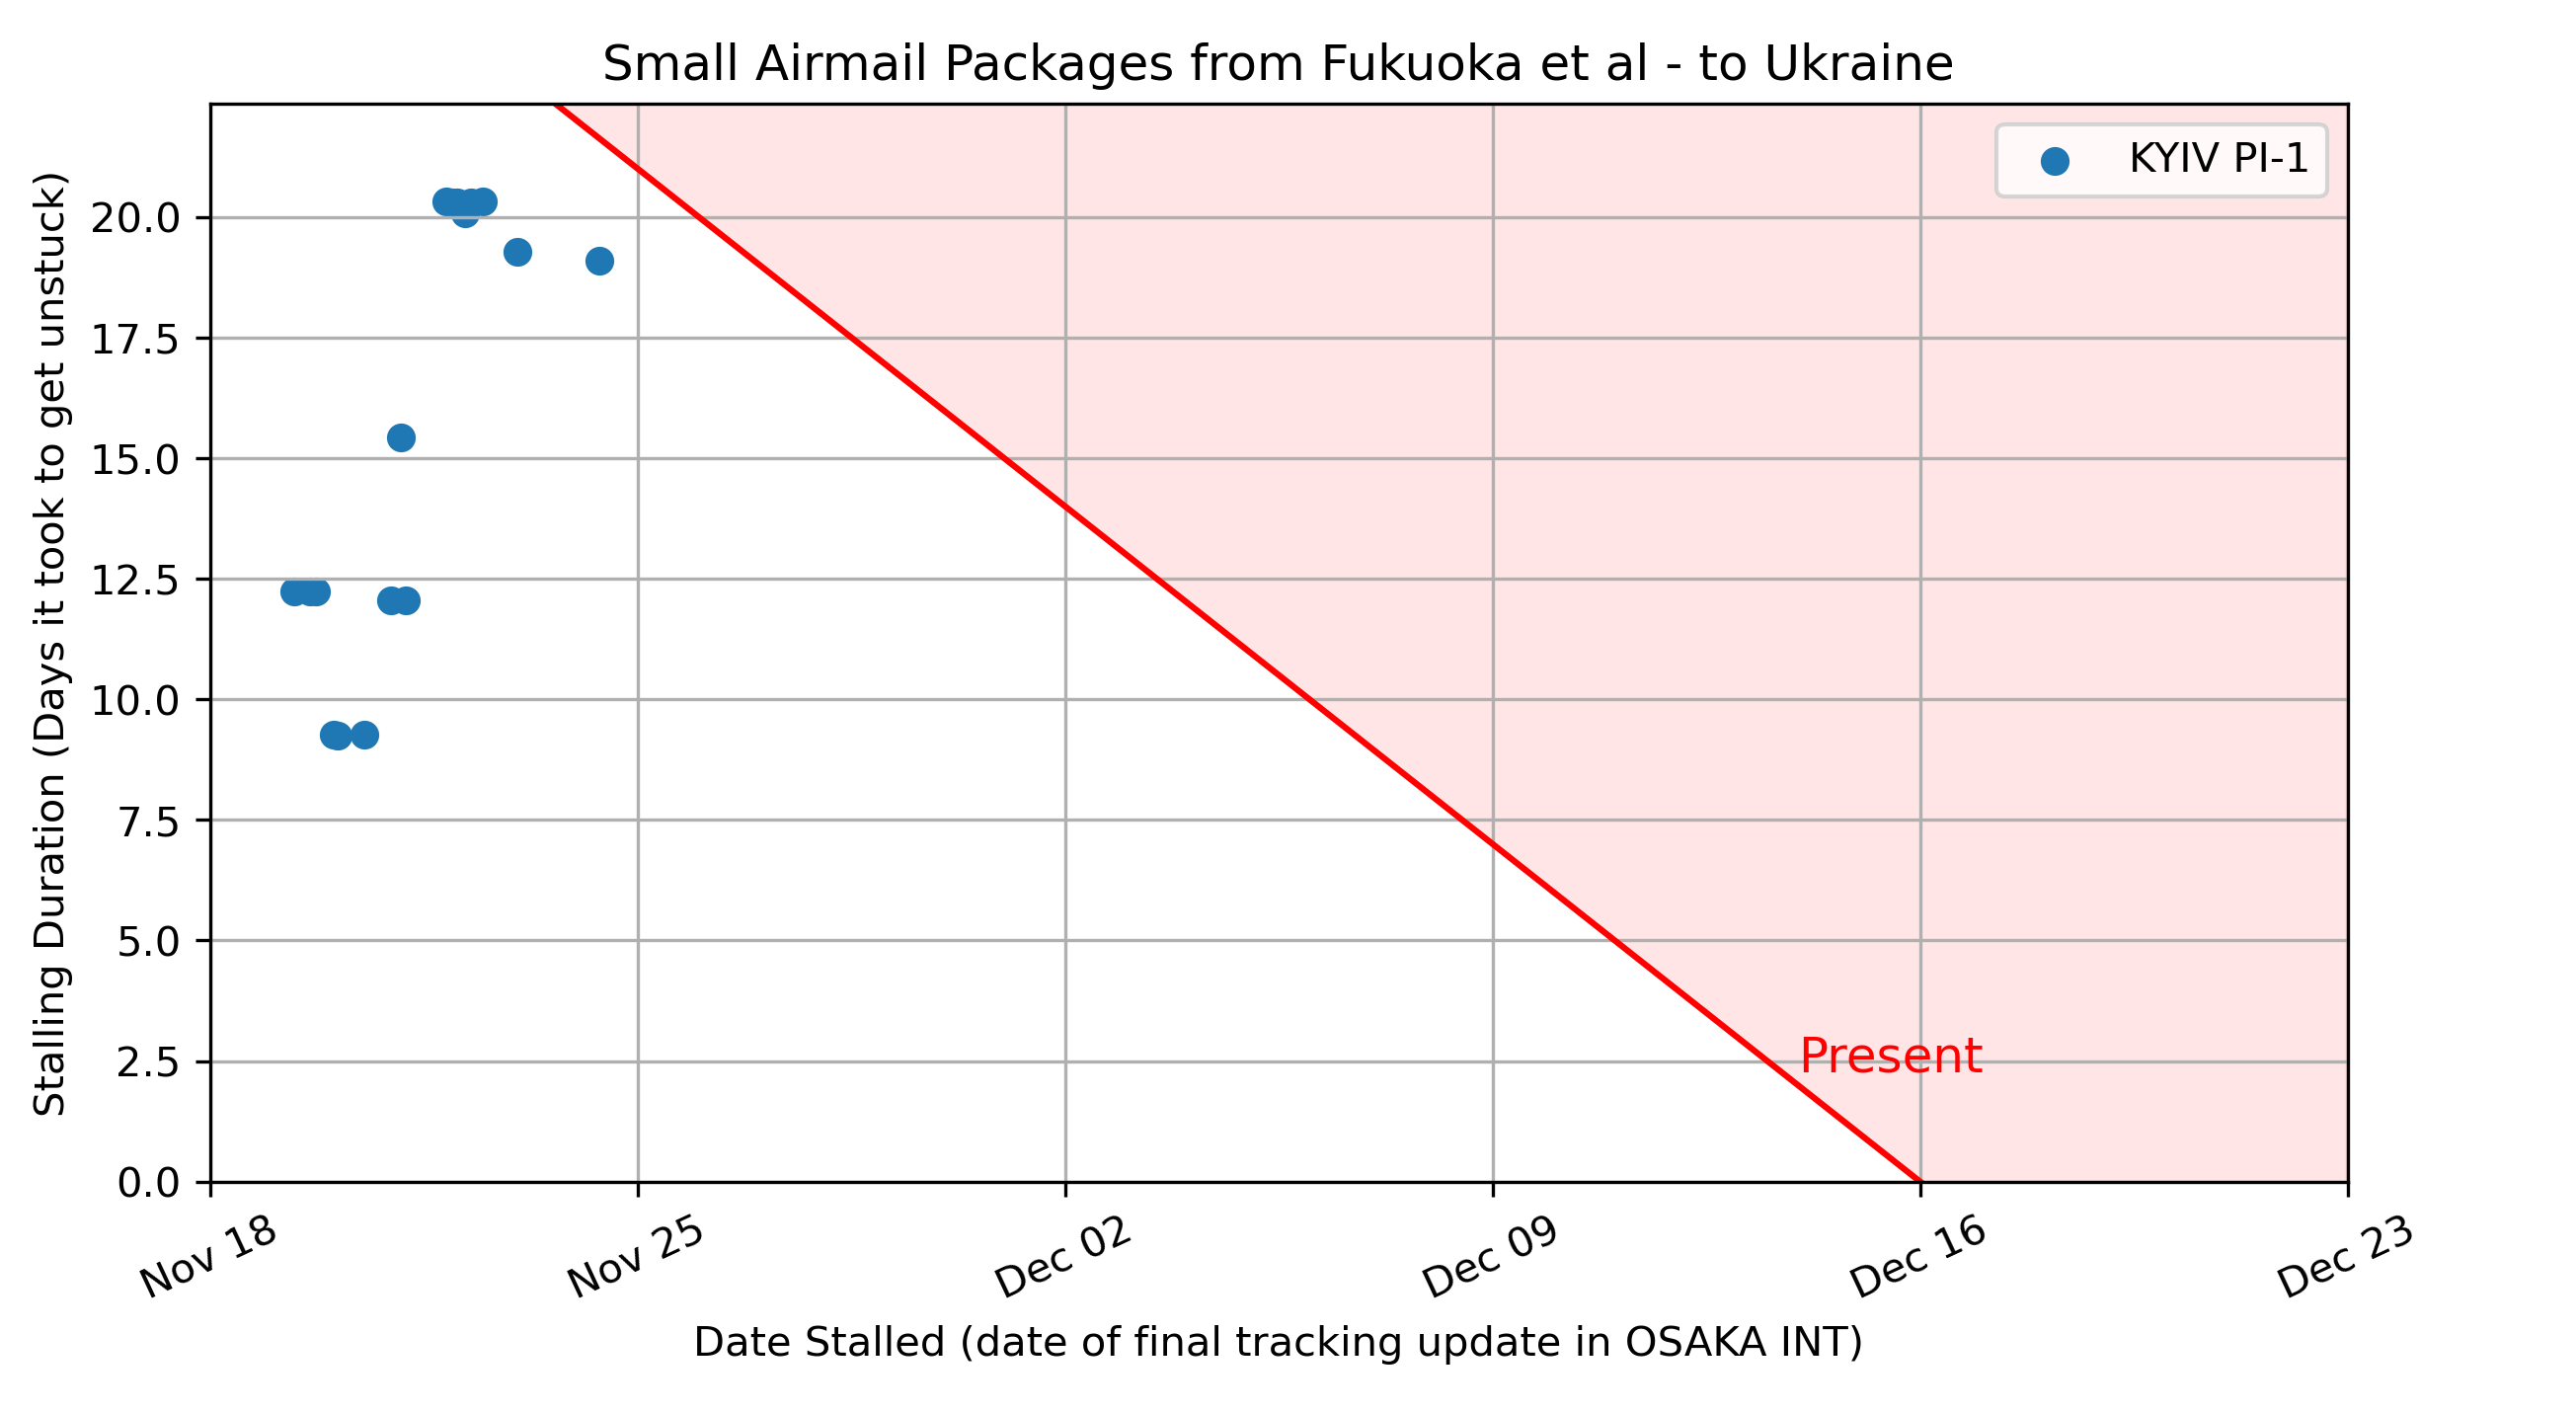 Small Airmail Packages from Fukuoka et al - to Ukraine
KYIV PI-1
Stalling Duration (Days it took to get unstuck)
20.0
17.5
15.0
12.5
10.0
7.5
5.0
2.5
0.0
Present
Nov 18
Nov 25
Dec 02
Dec 09
Dec 16
Dec 23
Date Stalled (date of final tracking update in OSAKA INT)